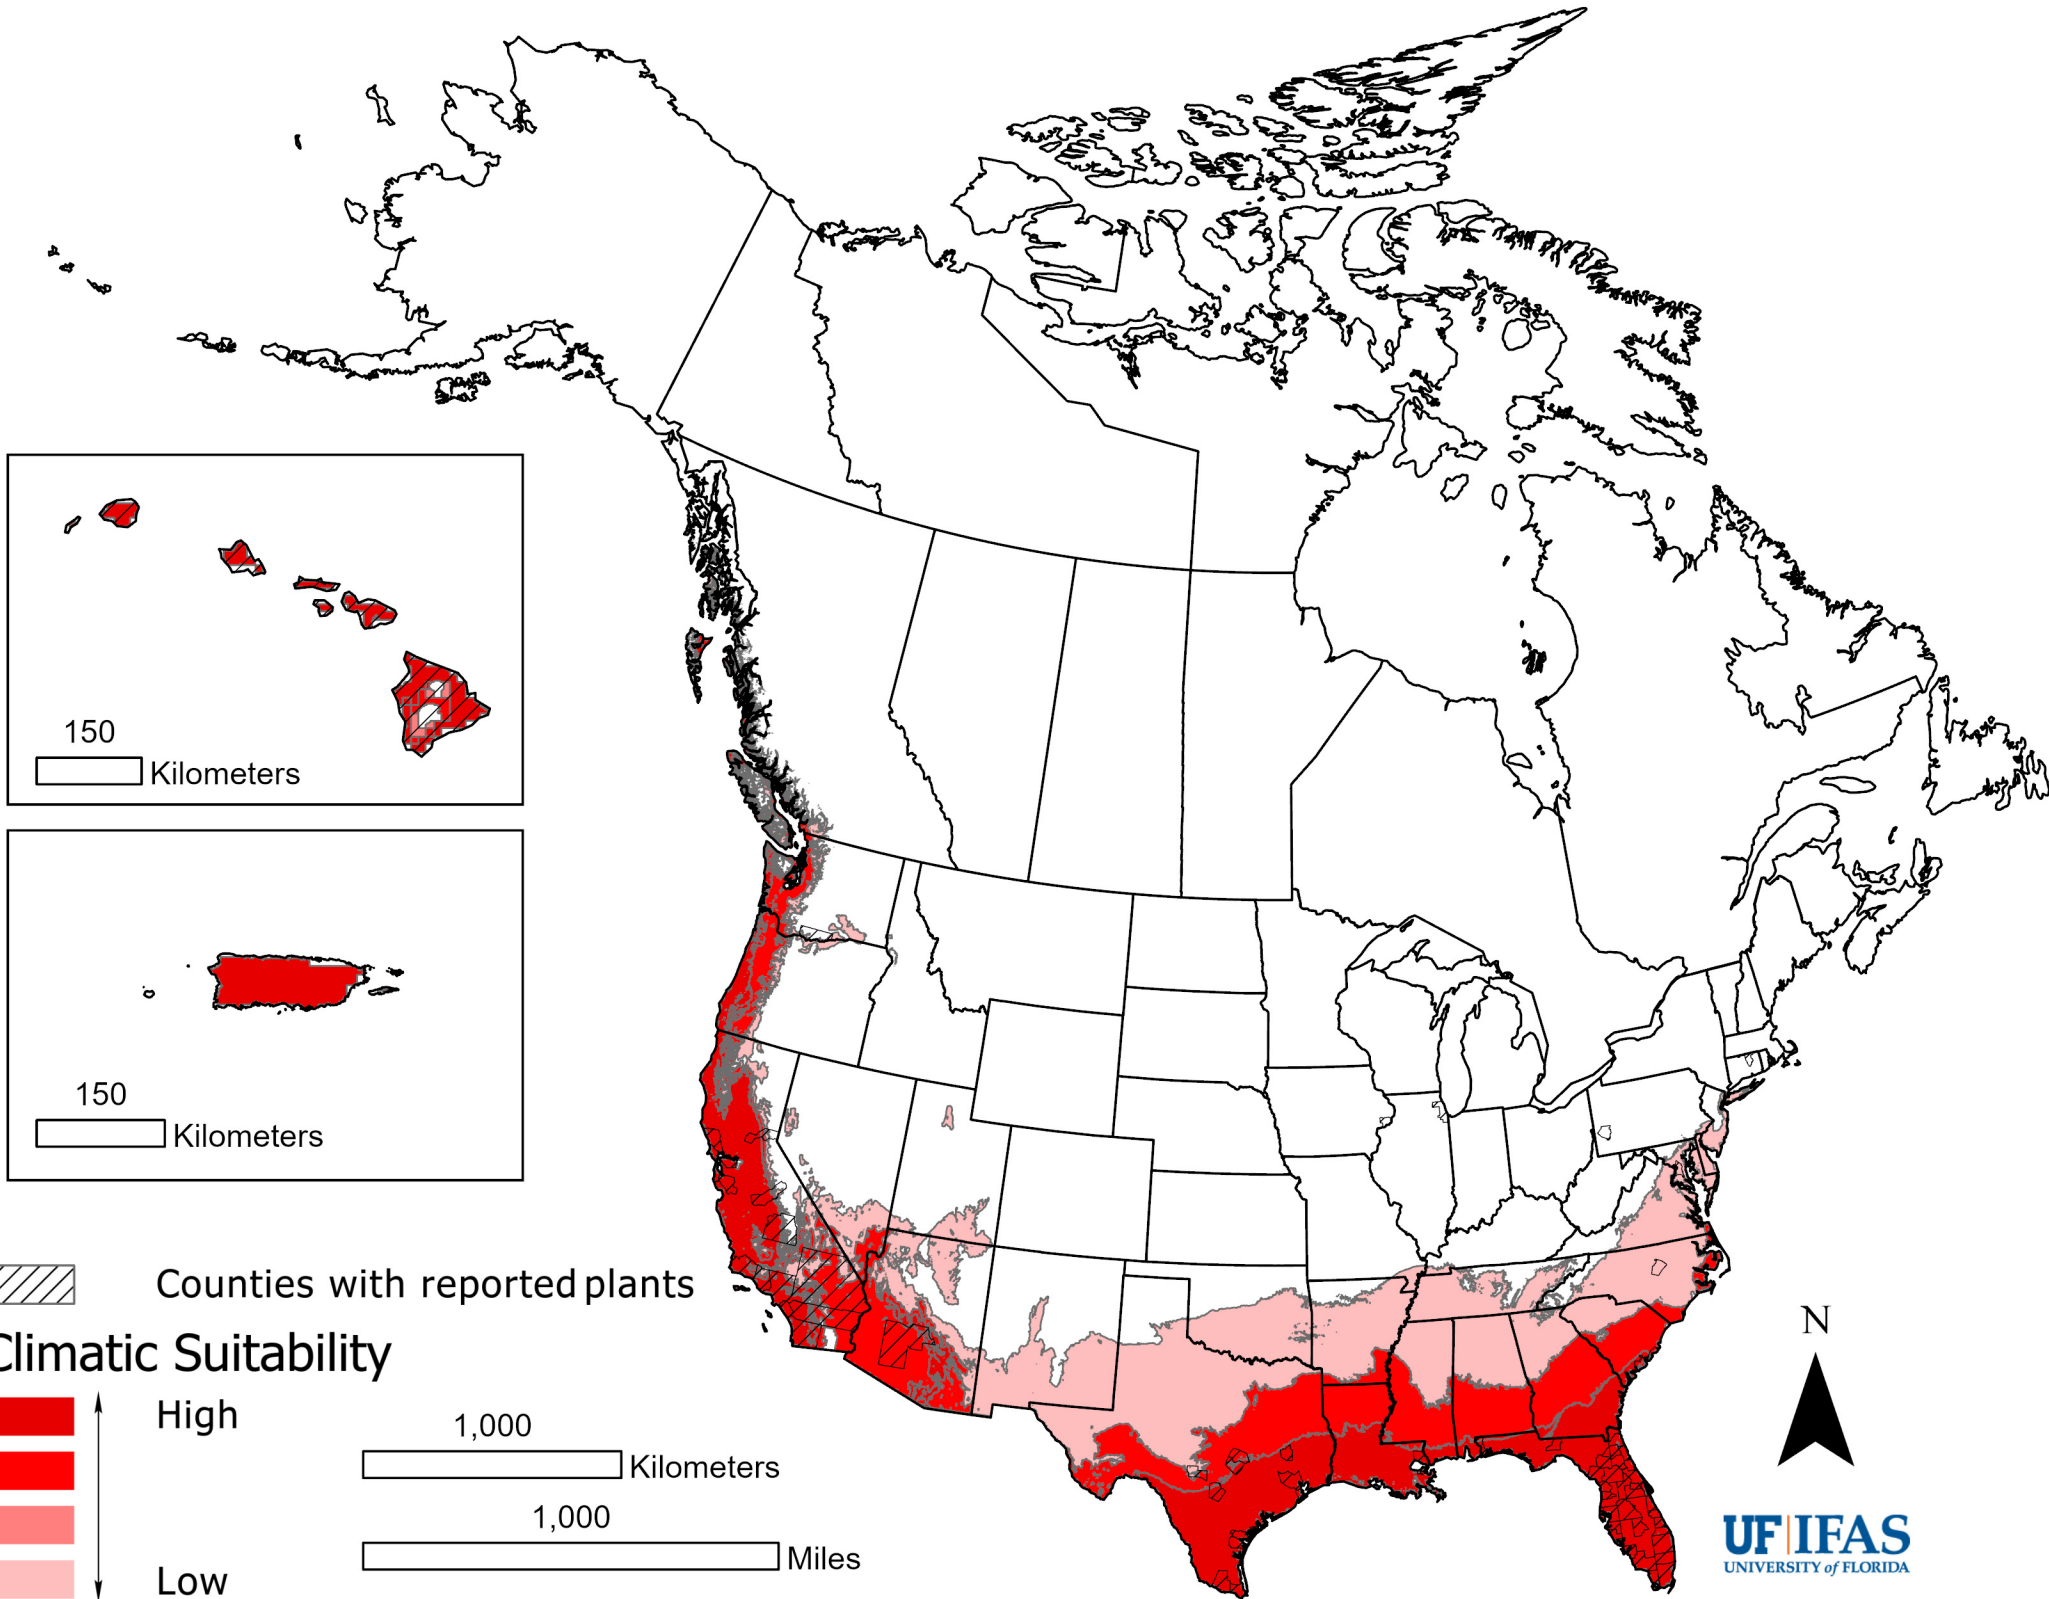 150
Kilometers
150
Kilometers
Counties with reported plants
Climatic Suitability
High
Low
1,000
Kilometers
1,000
Miles
N
UF|IFAS
UNIVERSITY of FLORIDA